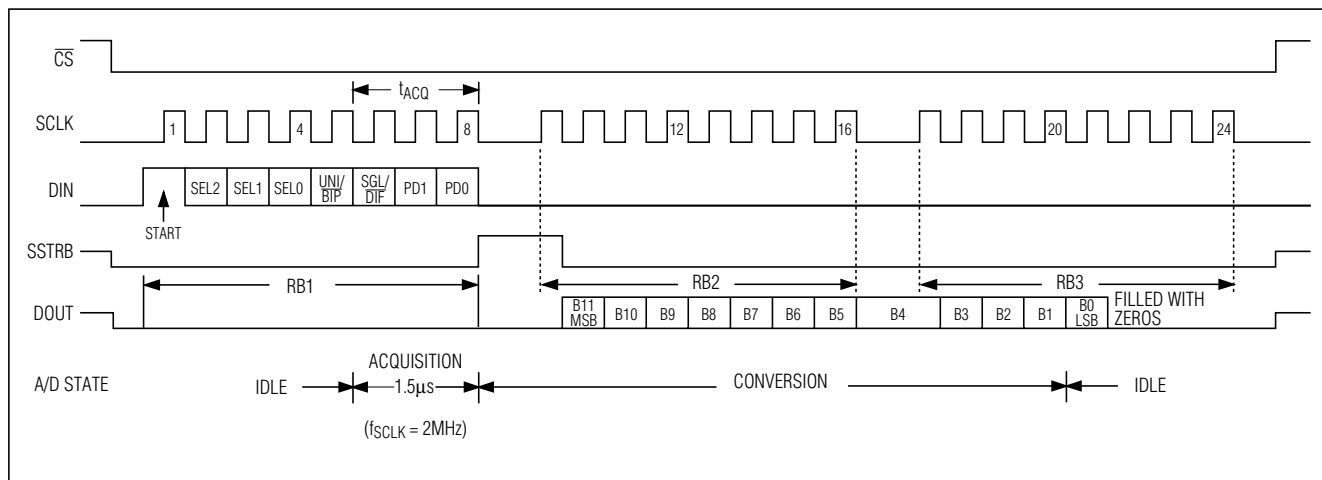 CS
tACQ
SCLK 1 4 8 12 16 20 24
DIN SEL2 SEL1 SEL0 UNI/BIP SGL/DIF PD1 PD0
START
SSTRB
RB1 RB2 RB3
DOUT B11 MSB B10 B9 B8 B7 B6 B5 B4 B3 B2 B1 B0 LSB FILLED WITH ZEROS
ACQUISITION
A/D STATE IDLE 1.5µs CONVERSION IDLE
(fSCLK = 2MHz)